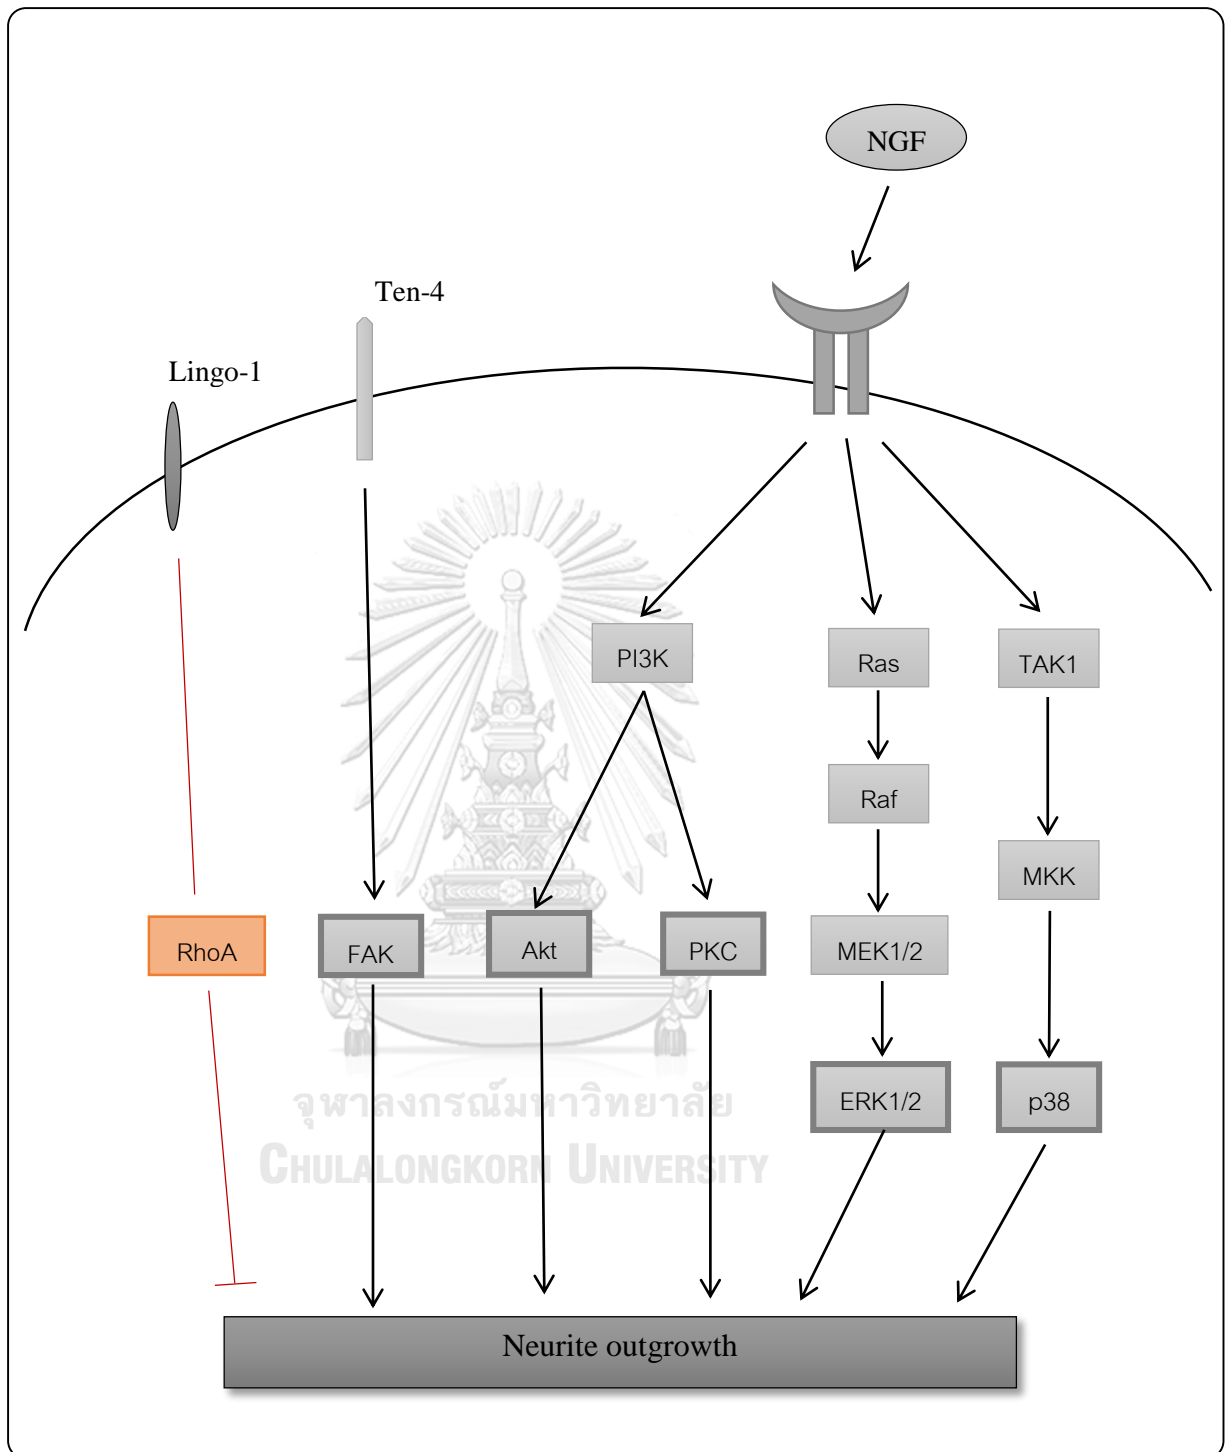 NGF
Ten-4
Lingo-1
PI3K
Ras
TAK1
Raf
MKK
RhoA
FAK
Akt
PKC
MEK1/2
ERK1/2
p38
จุฬาลงกรณ์มหาวิทยาลัย
CHULALONGKORN UNIVERSITY
Neurite outgrowth